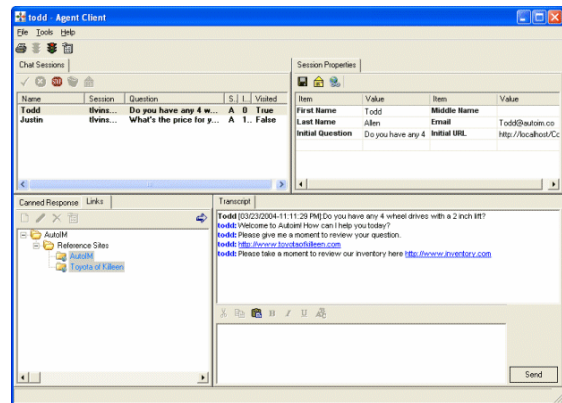 todd - Agent Client
File Tools Help
Chat Sessions
Name Session Question S.. I.. Visited
Todd tlvins... Do you have any 4 w... A 0 True
Justin tlvins... What's the price for y... A 1.. False
Session Properties
Item Value Item Value
First Name Todd Middle Name
Last Name Allen Email Todd@autoim.co
Initial Question Do you have any 4 Initial URL http://localhost/Cc
Canned Response Links
AutoIM
Reference Sites
AutoIM
Toyota of Killeen
Transcript
Todd [03/23/2004-11:11:29 PM] Do you have any 4 wheel drives with a 2 inch lift?
todd: Welcome to Autoim! How can I help you today?
todd: Please give me a moment to review your question.
todd: http://www.toyotaofkilleen.com
todd: Please take a moment to review our inventory here http://www.inventory.com
B I U
Send